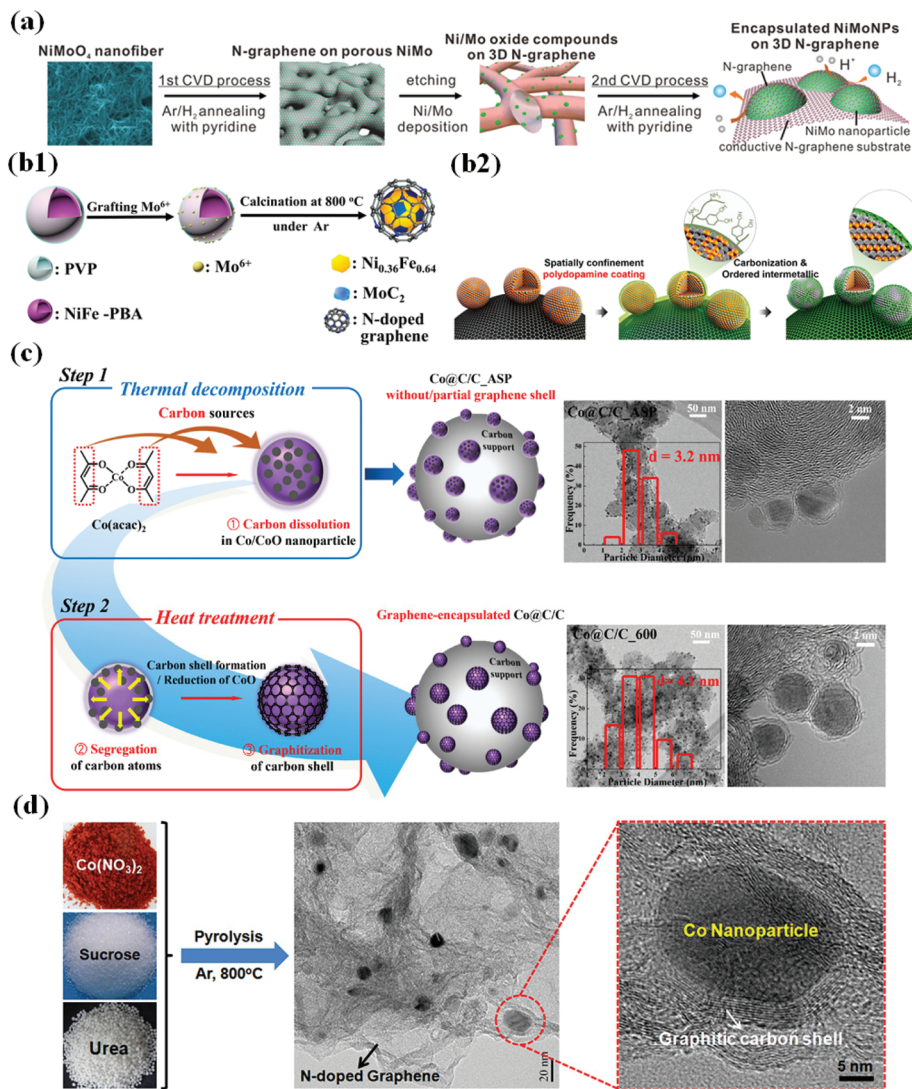 (a)
NiMoO₄ nanofiber
1st CVD process
Ar/H₂ annealing
with pyridine
N-graphene on porous NiMo
etching
Ni/Mo
deposition
Ni/Mo oxide compounds
on 3D N-graphene
2nd CVD process
Ar/H₂ annealing
with pyridine
Encapsulated NiMoNPs
on 3D N-graphene
N-graphene
H⁺
H₂
NiMo nanoparticle
conductive N-graphene substrate
(b1)
Grafting Mo⁶⁺
Calcination at 800 °C
under Ar
: PVP
: Mo⁶⁺
: Ni₀.₃₆Fe₀.₆₄
: NiFe -PBA
: MoC₂
: N-doped
graphene
(b2)
Spatially confinement
polydopamine coating
Carbonization &
Ordered intermetallic
(c)
Step 1
Thermal decomposition
Carbon sources
Co(acac)₂
① Carbon dissolution
in Co/CoO nanoparticle
Co@C/C_ASP
without/partial graphene shell
Carbon
support
Co@C/C_ASP
50 nm
d = 3.2 nm
Frequency (%)
Particle Diameter (nm)
2 nm
Step 2
Heat treatment
Carbon shell formation
/ Reduction of CoO
② Segregation
of carbon atoms
③ Graphitization
of carbon shell
Graphene-encapsulated Co@C/C
Carbon
support
Co@C/C_600
50 nm
Frequency (%)
Particle Diameter (nm)
2 nm
(d)
Co(NO₃)₂
Sucrose
Urea
Pyrolysis
Ar, 800°C
N-doped Graphene
20 nm
Co Nanoparticle
Graphitic carbon shell
5 nm